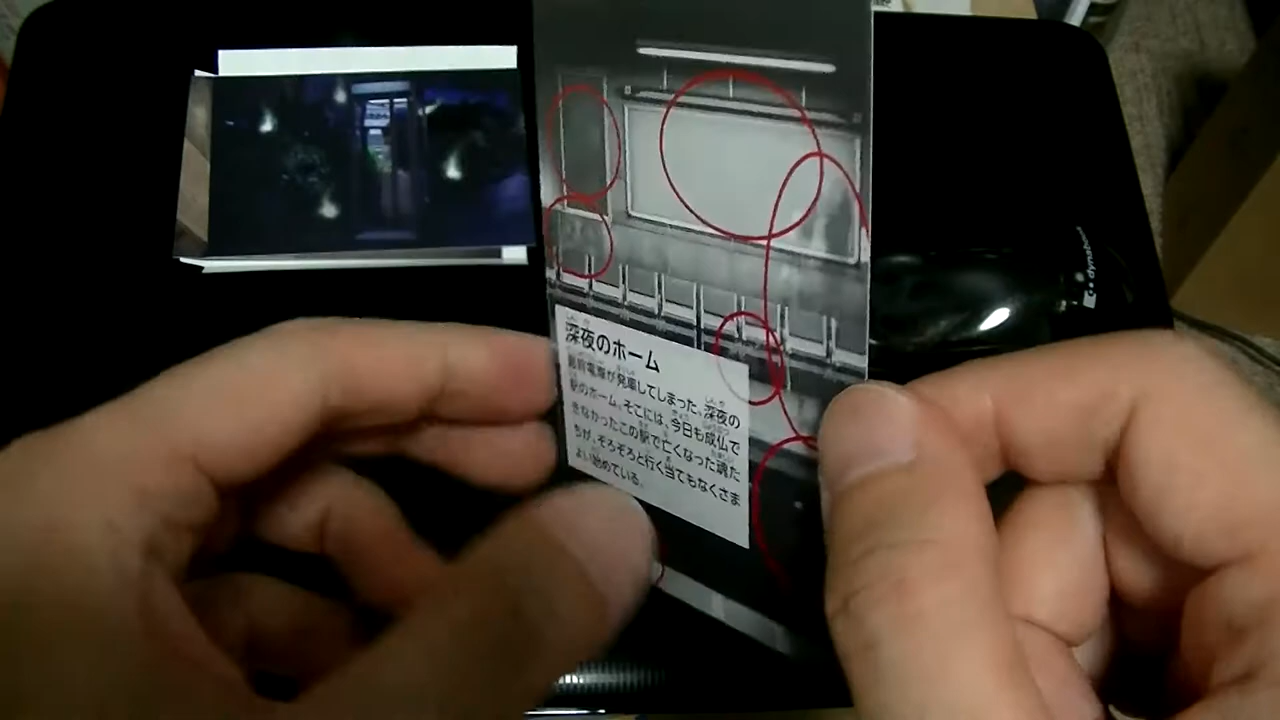 深夜のホーム
最終電車が発車してしまった、深夜の
駅のホーム。そこには、今日も成仏で
きなかったこの駅で亡くなった魂た
ちが、ぞろぞろと行く当てもなくさま
よい始めている。
dynabook